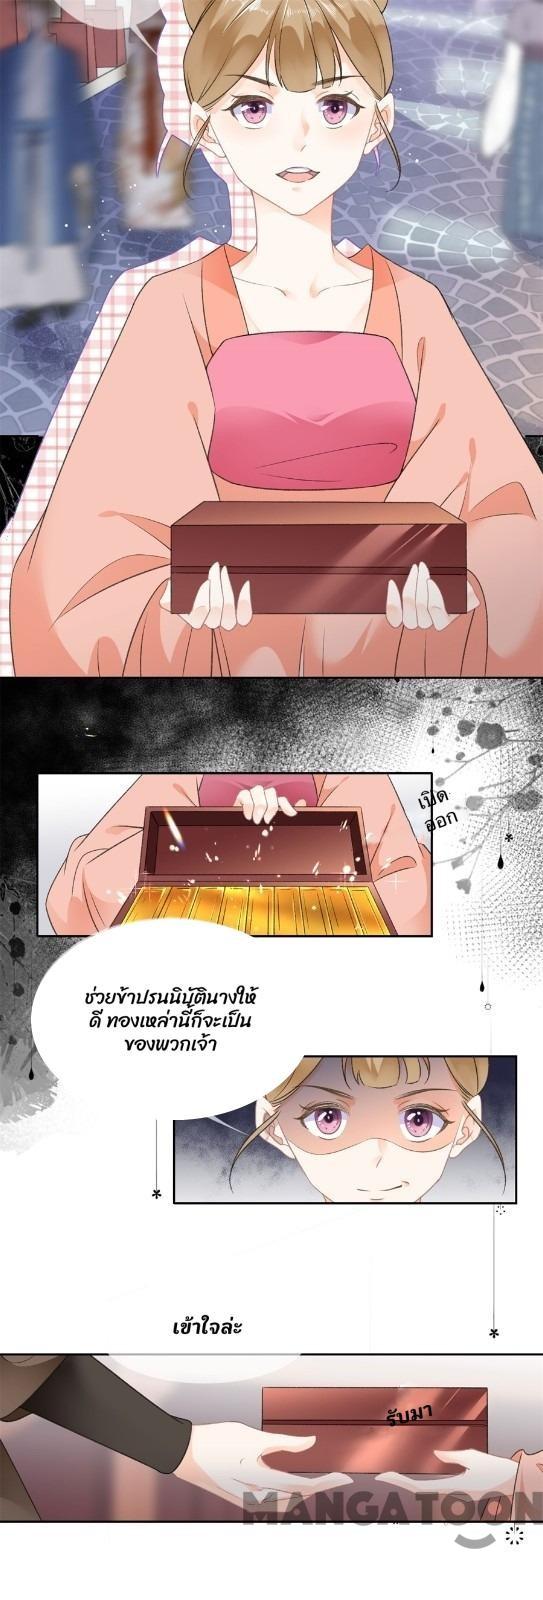 เปิด
ออก
ช่วยข้าปรนนิบัตินางให้
ดี ทองเหล่านี้ก็จะเป็น
ของพวกเจ้า
เข้าใจล่ะ
รับมา
MANGATOON